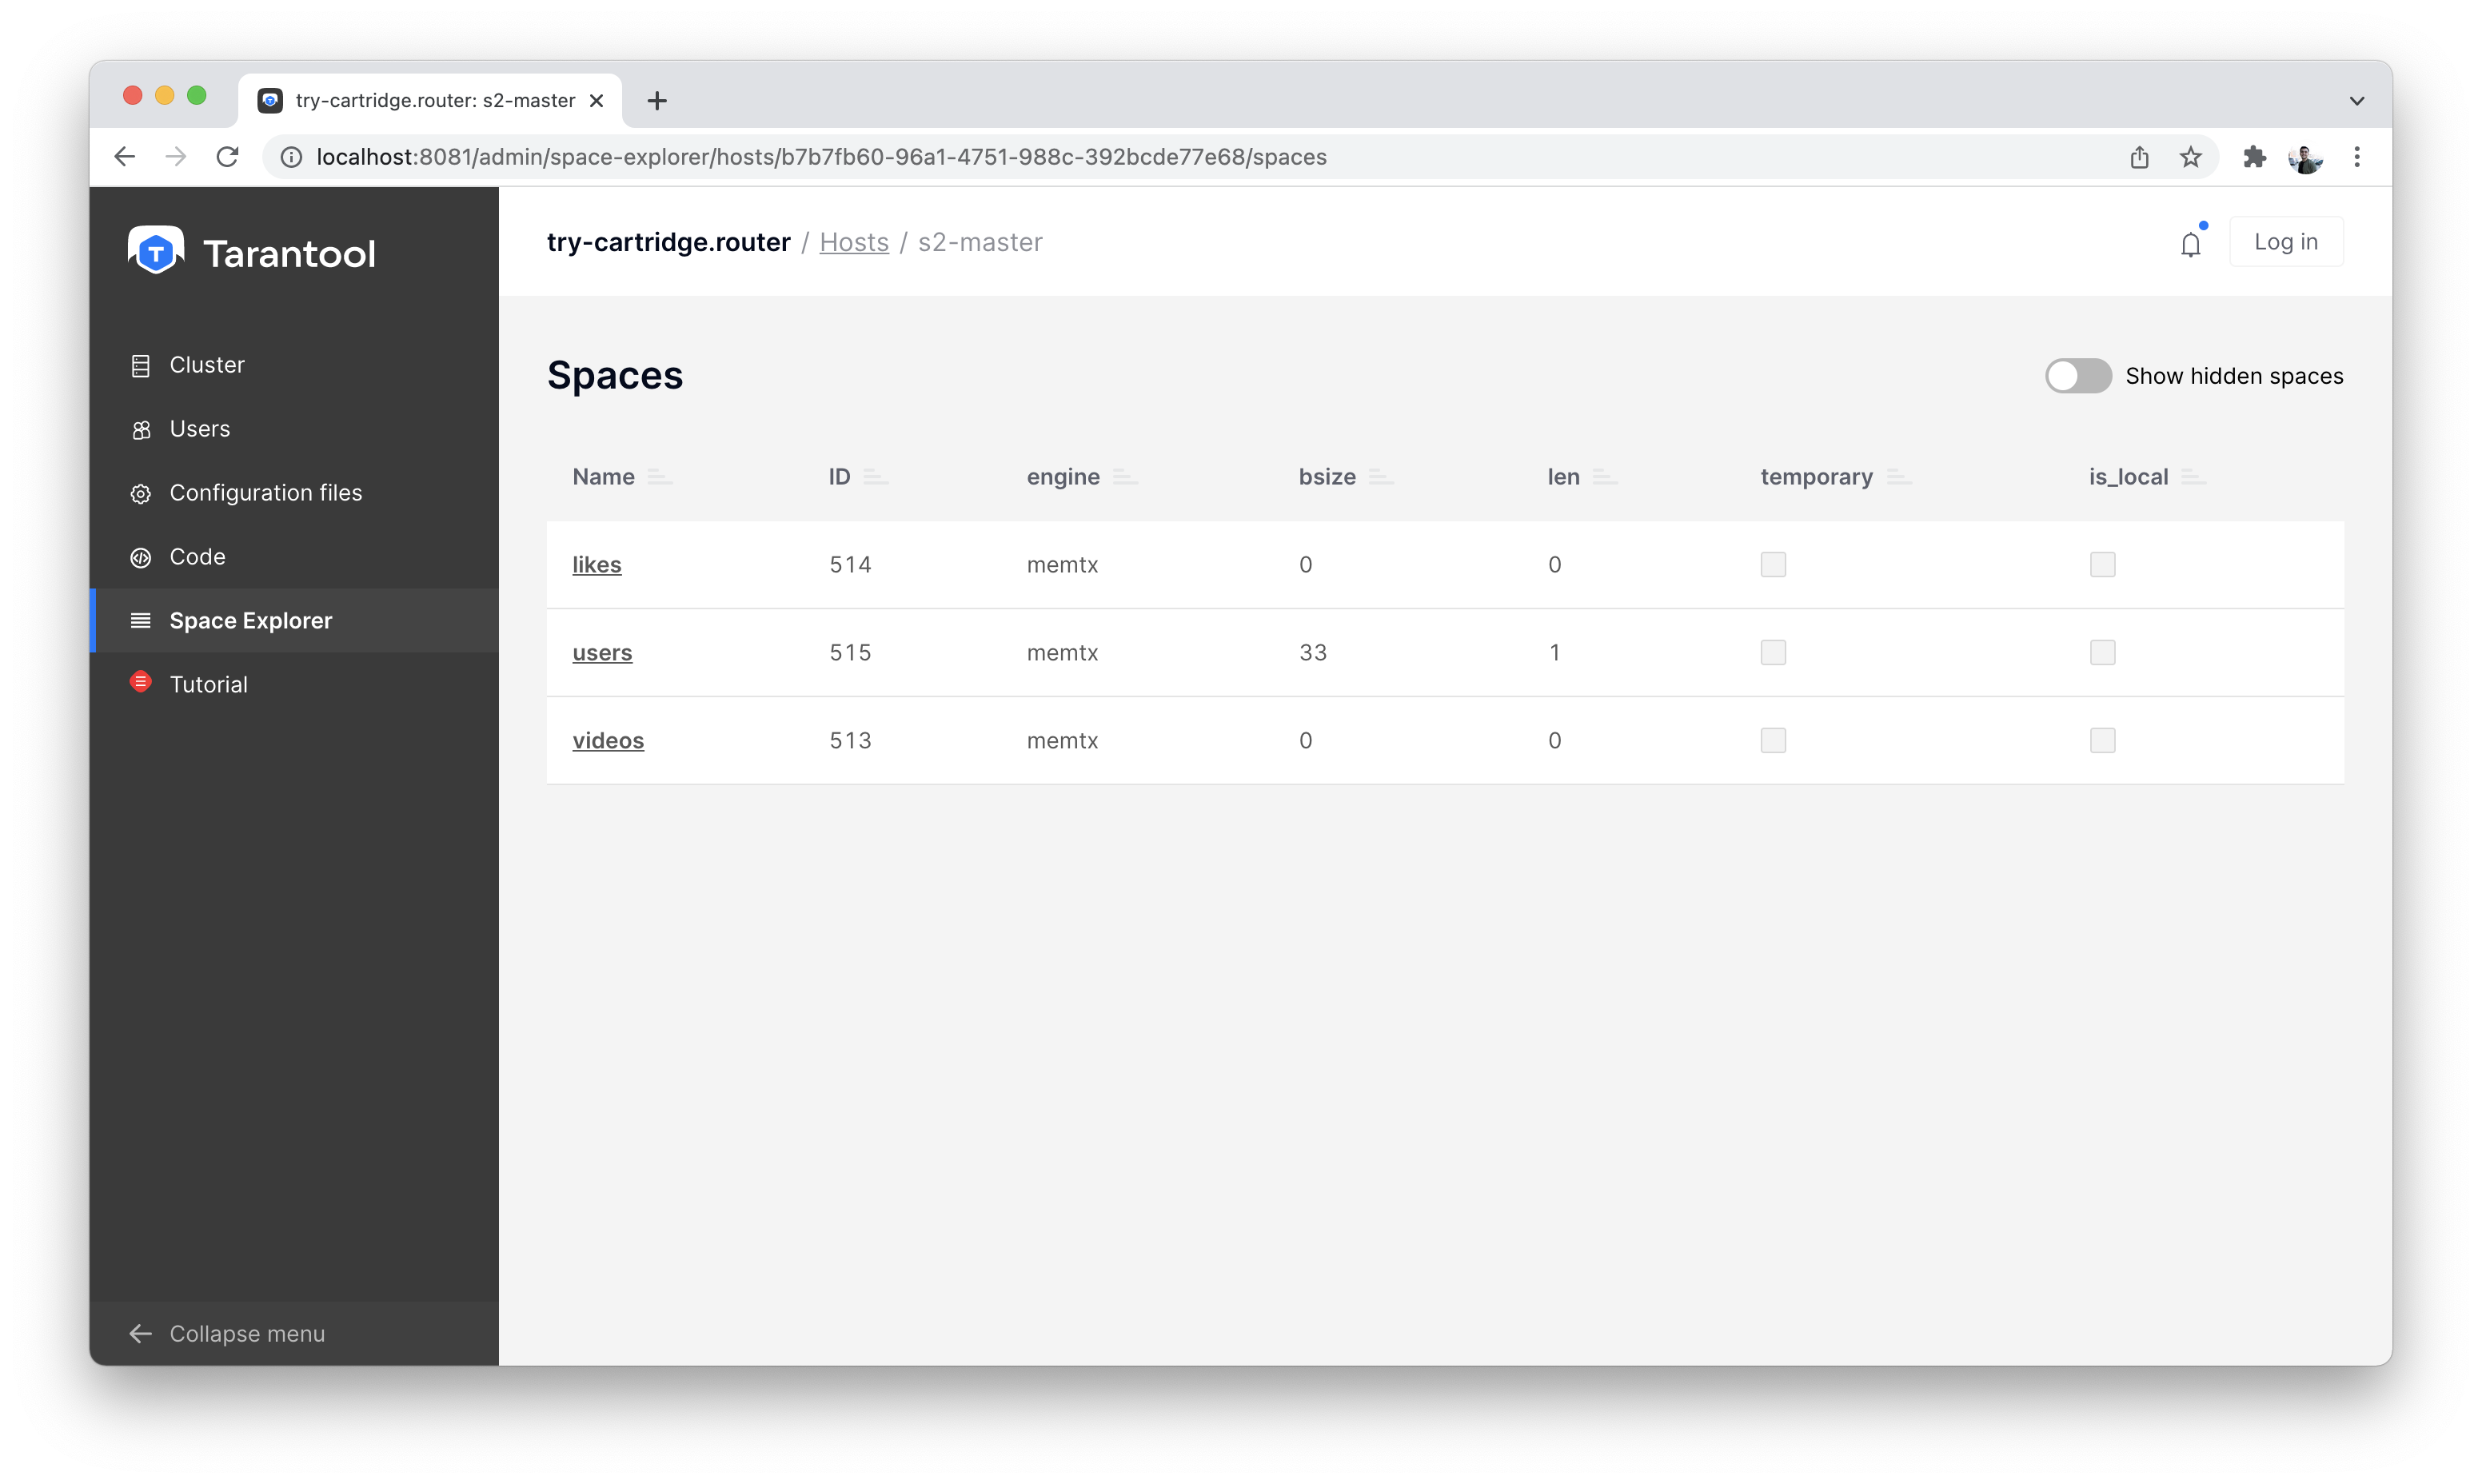 try-cartridge.router: s2-master
localhost:8081/admin/space-explorer/hosts/b7b7fb60-96a1-4751-988c-392bcde77e68/spaces
Tarantool
try-cartridge.router / Hosts / s2-master
Log in
Cluster
Users
Configuration files
Code
Space Explorer
Tutorial
Collapse menu
Spaces
Show hidden spaces
Name ID engine bsize len temporary is_local
likes 514 memtx 0 0
users 515 memtx 33 1
videos 513 memtx 0 0